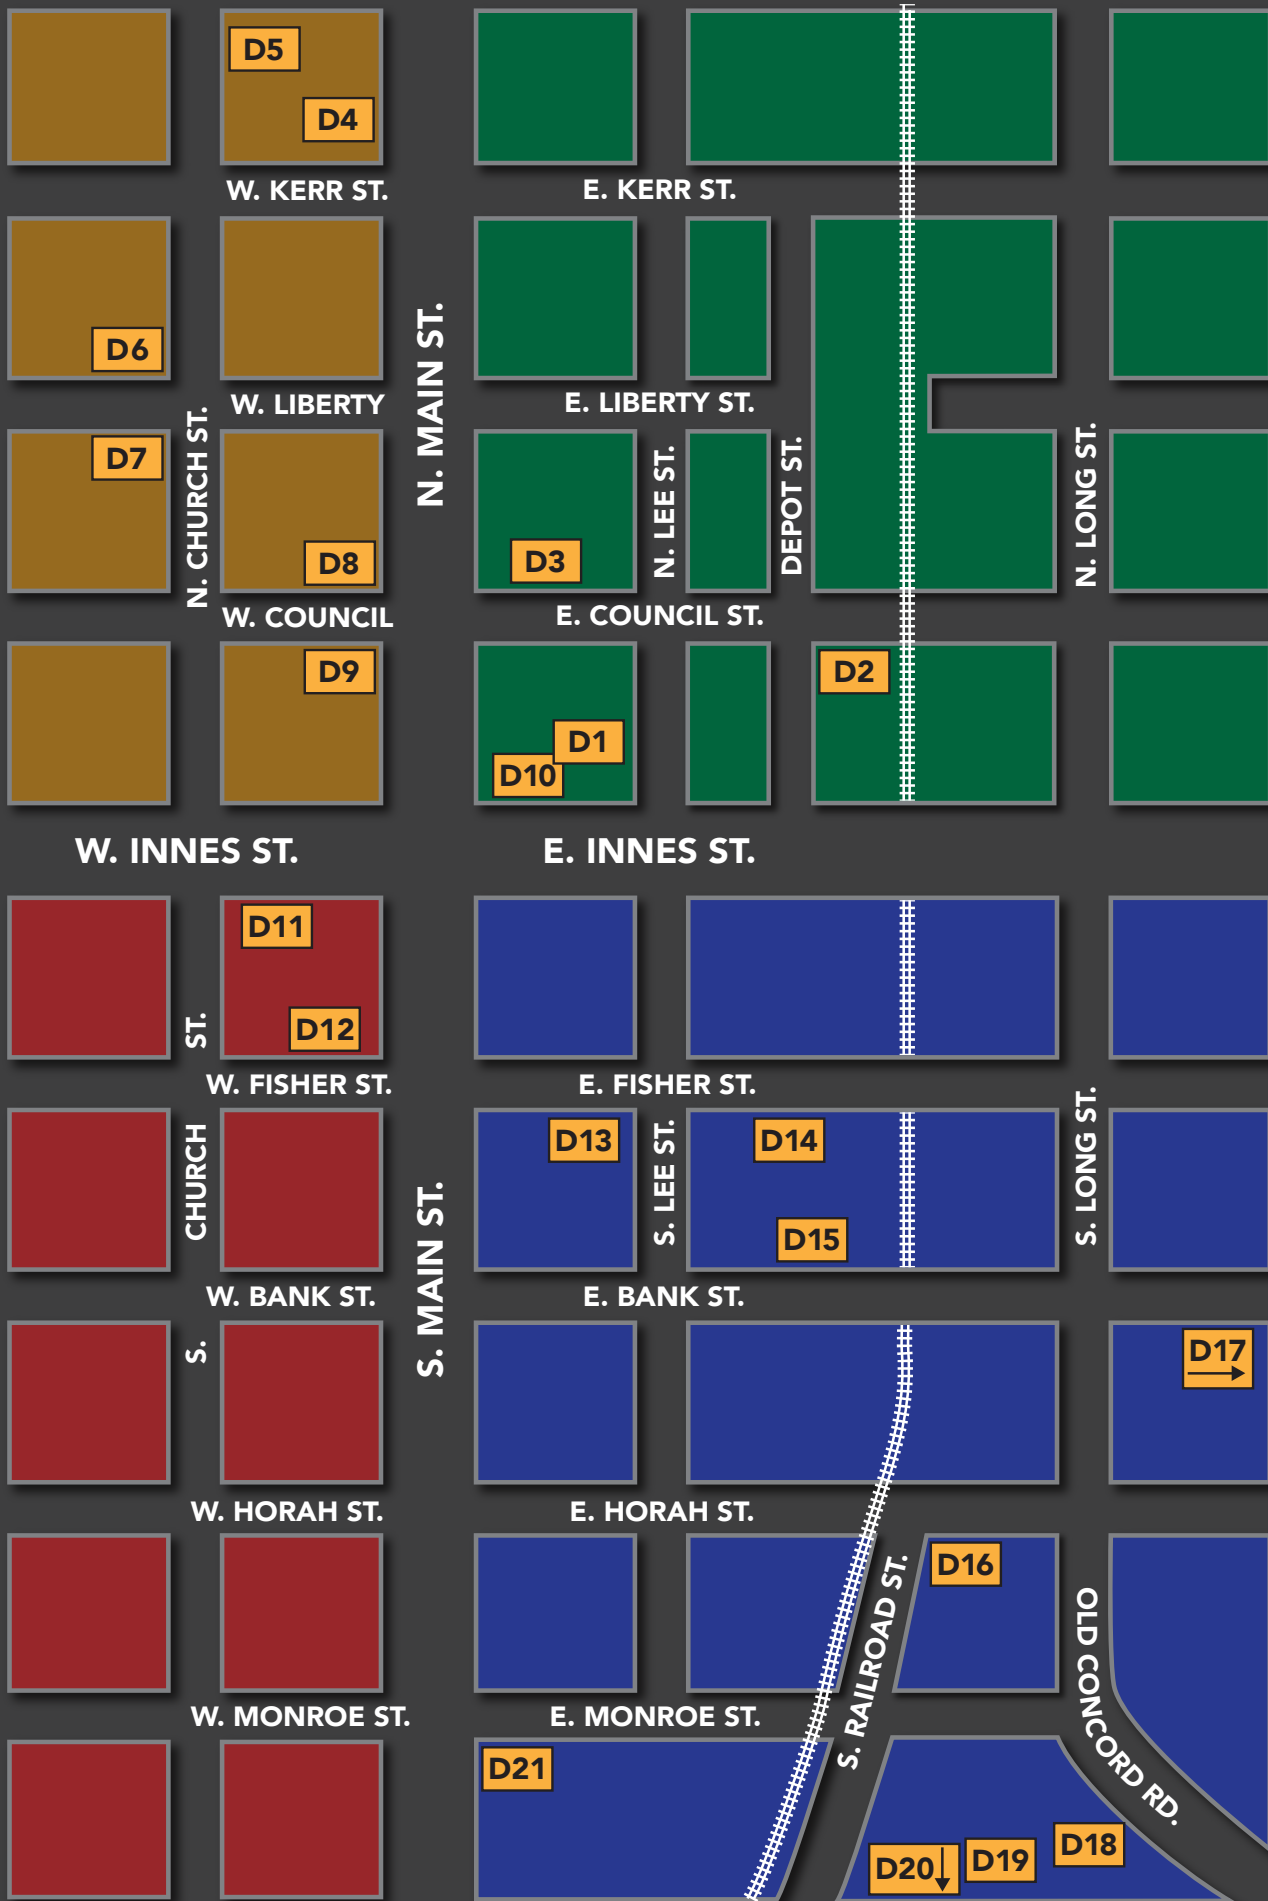 D5
D4
W. KERR ST.
E. KERR ST.
D6
N. MAIN ST.
W. LIBERTY
E. LIBERTY ST.
D7
N. CHURCH ST.
D8
D3
N. LEE ST.
DEPOT ST.
N. LONG ST.
W. COUNCIL
E. COUNCIL ST.
D9
D2
D1
D10
W. INNES ST.
E. INNES ST.
D11
D12
W. FISHER ST.
E. FISHER ST.
S. CHURCH ST.
D13
S. LEE ST.
D14
D15
S. LONG ST.
S. MAIN ST.
W. BANK ST.
E. BANK ST.
D17
W. HORAH ST.
E. HORAH ST.
D16
S. RAILROAD ST.
OLD CONCORD RD.
W. MONROE ST.
E. MONROE ST.
D21
D20
D19
D18